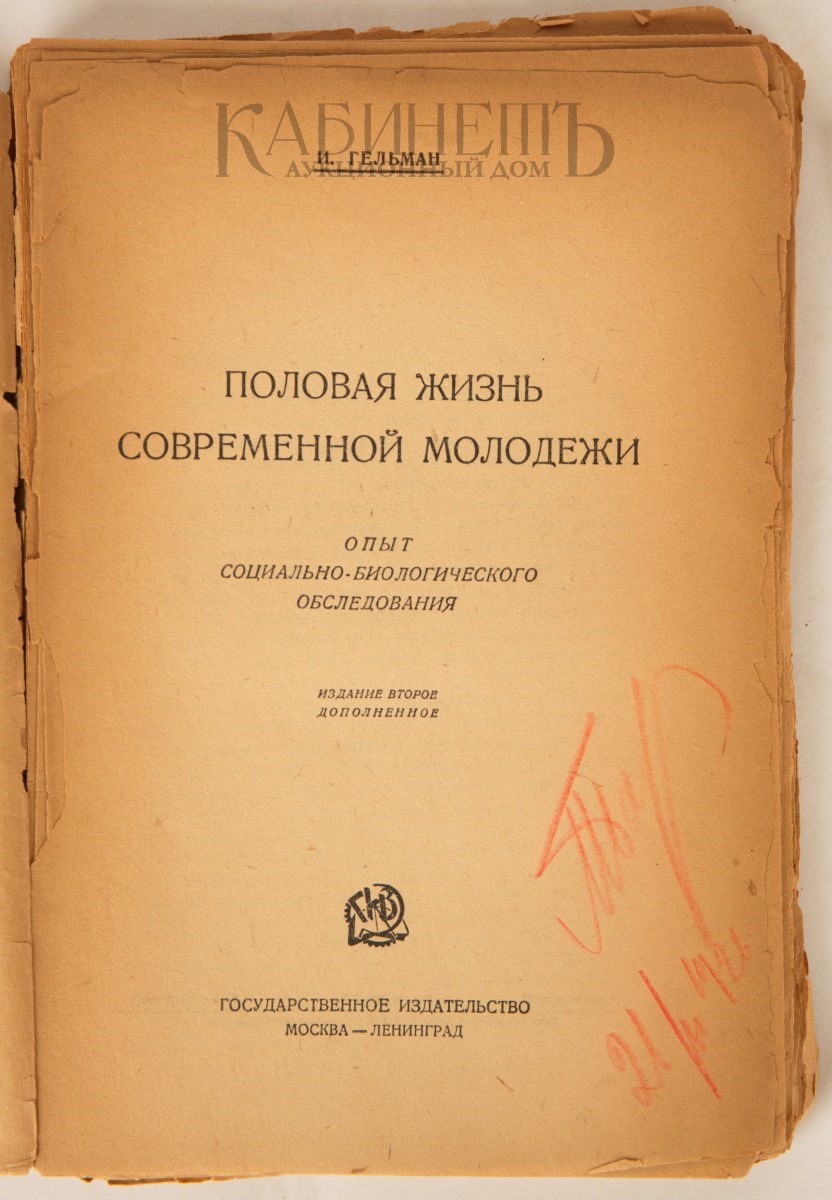 КАБИНЕТЪ
И. ГЕЛЬМАН
АУКЦИОННЫЙ ДОМ
ПОЛОВАЯ ЖИЗНЬ
СОВРЕМЕННОЙ МОЛОДЕЖИ
ОПЫТ
СОЦИАЛЬНО-БИОЛОГИЧЕСКОГО
ОБСЛЕДОВАНИЯ
ИЗДАНИЕ ВТОРОЕ
ДОПОЛНЕННОЕ
ГОСУДАРСТВЕННОЕ ИЗДАТЕЛЬСТВО
МОСКВА — ЛЕНИНГРАД